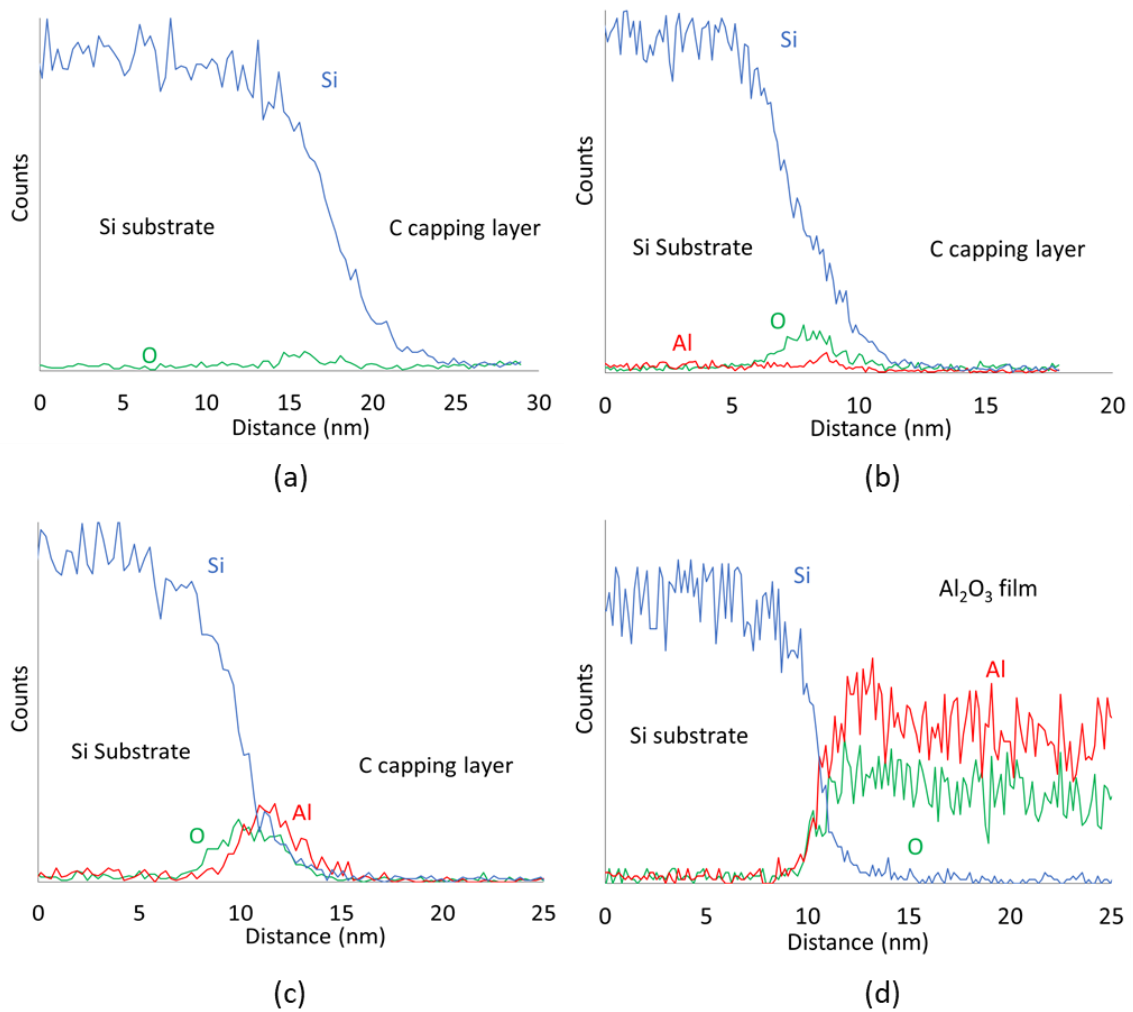 Counts
Si
Si substrate
C capping layer
O
0 5 10 15 20 25 30
Distance (nm)
(a)
Counts
Si
Si Substrate
C capping layer
O
Al
0 5 10 15 20
Distance (nm)
(b)
Counts
Si
Si Substrate
C capping layer
O
Al
0 5 10 15 20 25
Distance (nm)
(c)
Counts
Si
Al₂O₃ film
Al
Si substrate
O
0 5 10 15 20 25
Distance (nm)
(d)